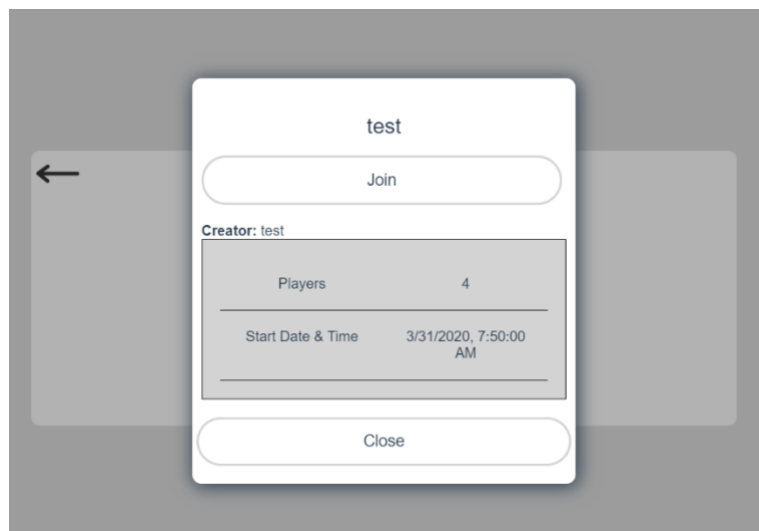 test
Join
Creator: test
Players 4
Start Date & Time 3/31/2020, 7:50:00
AM
Close